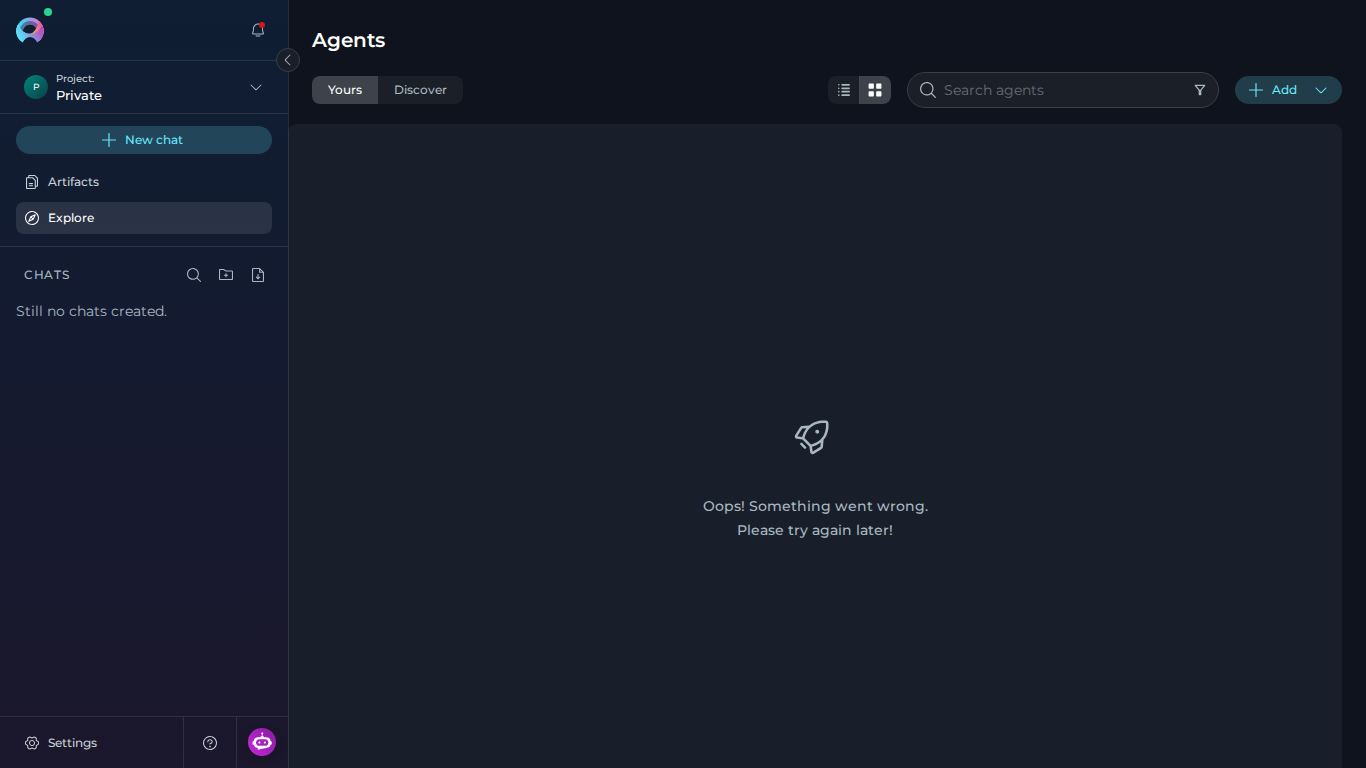 Project:
P
Private
New chat
Artifacts
Explore
CHATS
Still no chats created.
Settings
Agents
Yours
Discover
Search agents
Add
Oops! Something went wrong.
Please try again later!